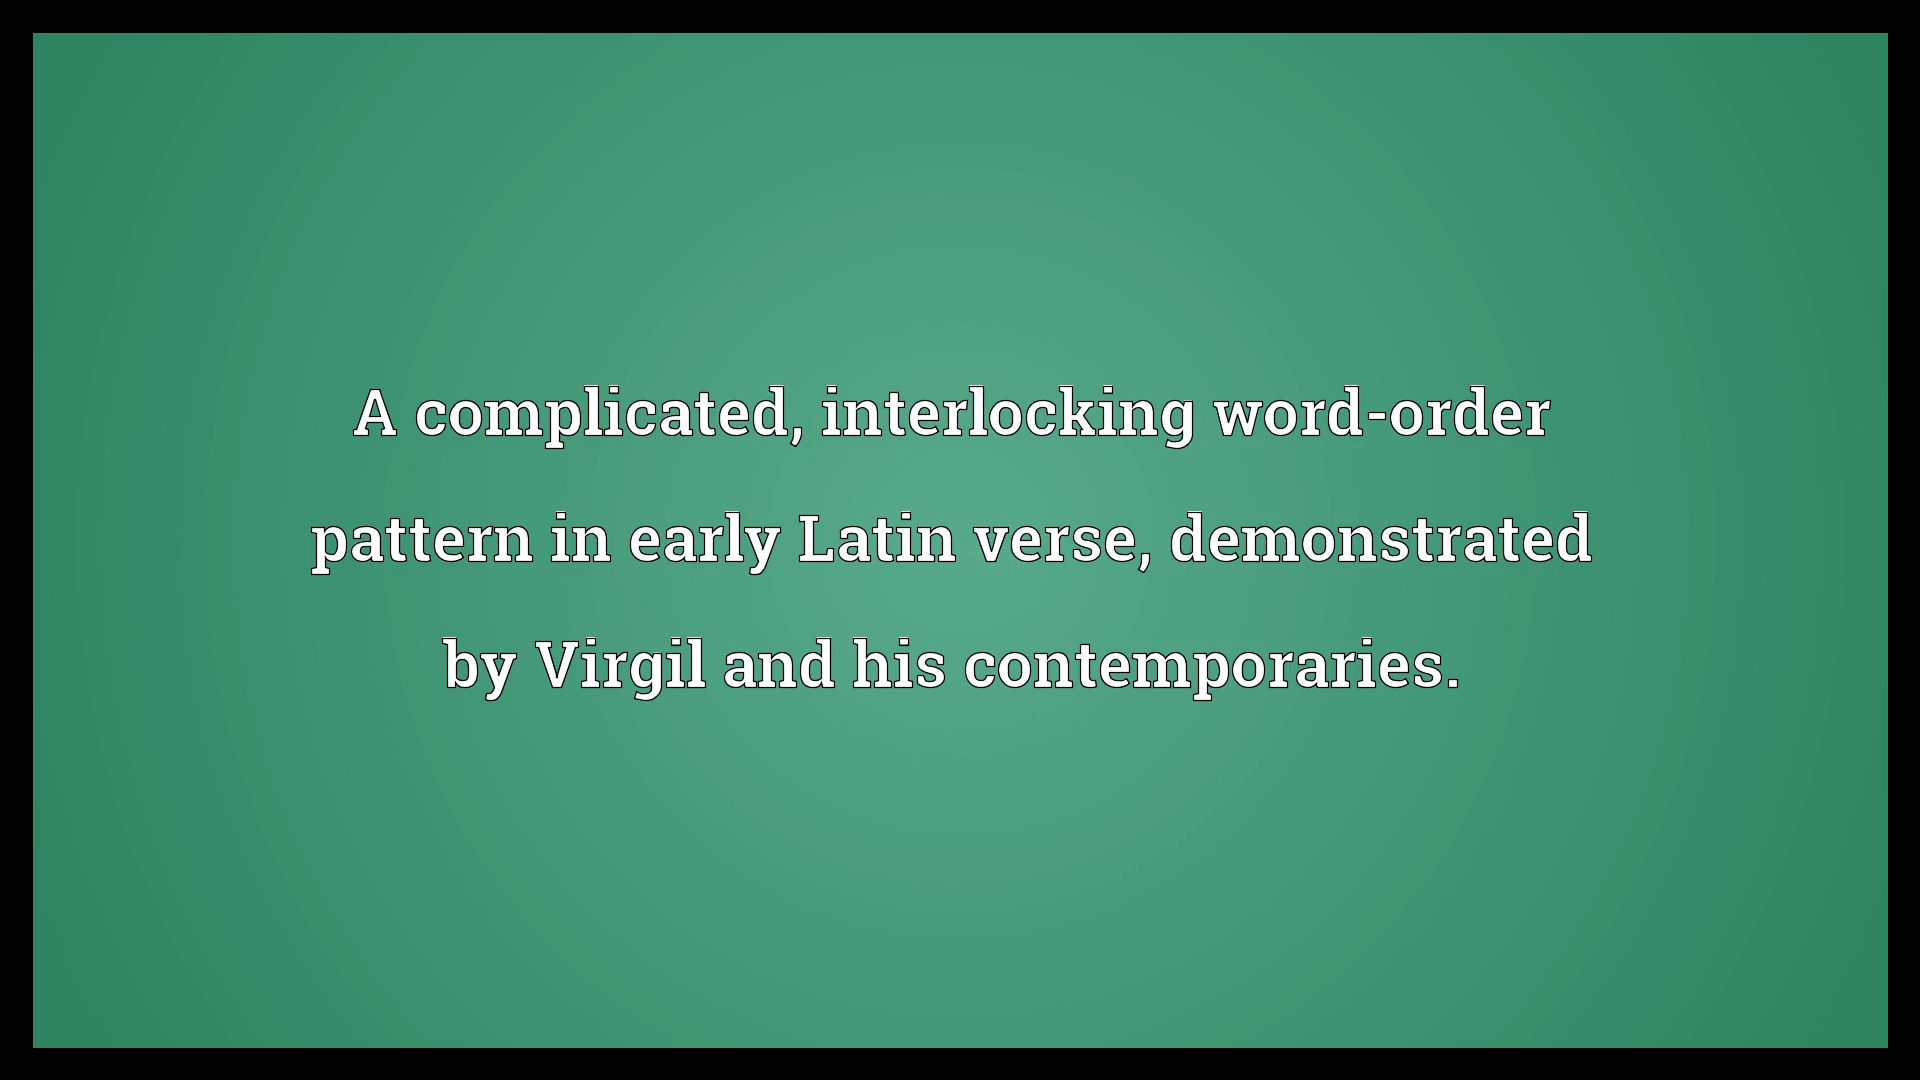 A complicated, interlocking word-order
pattern in early Latin verse, demonstrated
by Virgil and his contemporaries.